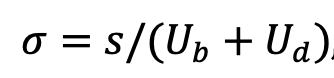 σ = s/(U_b + U_d),